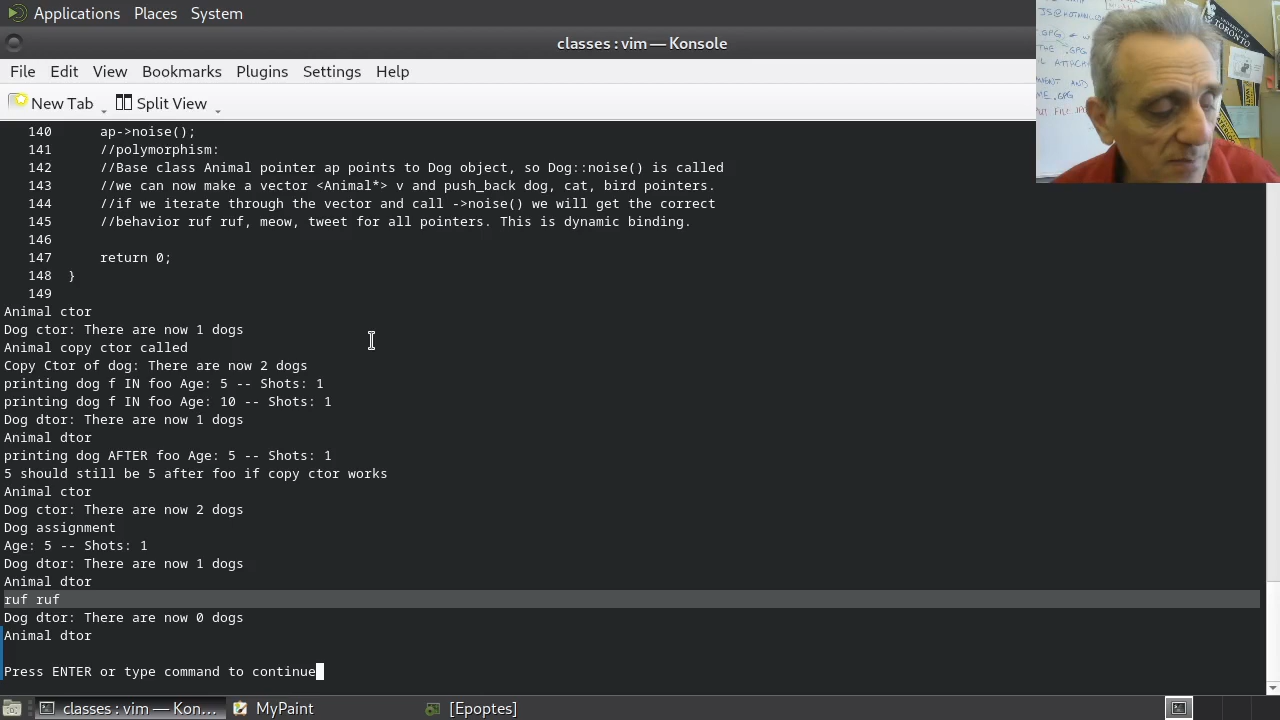 Applications Places System
classes : vim — Konsole
File Edit View Bookmarks Plugins Settings Help
New Tab Split View
140 ap->noise();
141 //polymorphism:
142 //Base class Animal pointer ap points to Dog object, so Dog::noise() is called
143 //we can now make a vector <Animal*> v and push_back dog, cat, bird pointers.
144 //if we iterate through the vector and call ->noise() we will get the correct
145 //behavior ruf ruf, meow, tweet for all pointers. This is dynamic binding.
146
147 return 0;
148 }
149
Animal ctor
Dog ctor: There are now 1 dogs
Animal copy ctor called
Copy Ctor of dog: There are now 2 dogs
printing dog f IN foo Age: 5 -- Shots: 1
printing dog f IN foo Age: 10 -- Shots: 1
Dog dtor: There are now 1 dogs
Animal dtor
printing dog AFTER foo Age: 5 -- Shots: 1
5 should still be 5 after foo if copy ctor works
Animal ctor
Dog ctor: There are now 2 dogs
Dog assignment
Age: 5 -- Shots: 1
Dog dtor: There are now 1 dogs
Animal dtor
ruf ruf
Dog dtor: There are now 0 dogs
Animal dtor
Press ENTER or type command to continue
classes : vim — Kon... MyPaint [Epoptes]
UNIVERSITY OF
TORONTO
.GPG
THE .GPG